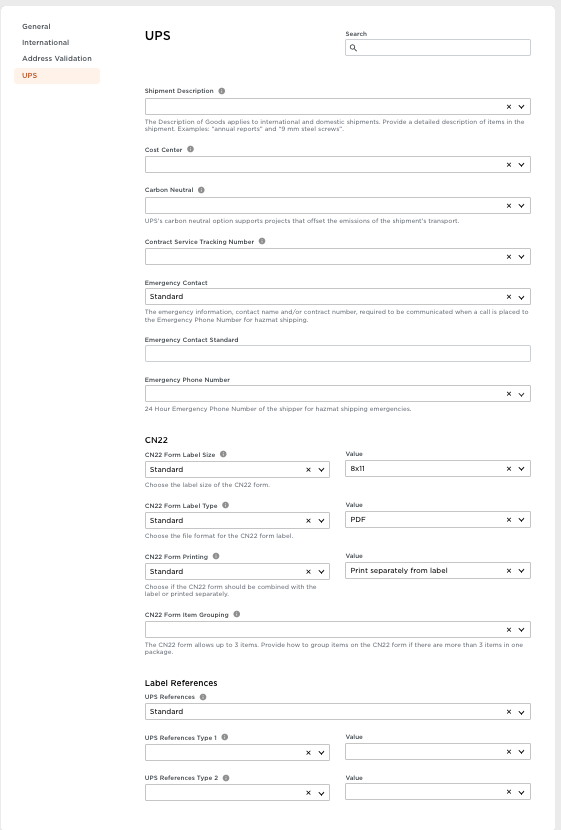 General
International
Address Validation
UPS
UPS
Search
Shipment Description
The Description of Goods applies to international and domestic shipments. Provide a detailed description of items in the
shipment. Examples: "annual reports" and "9 mm steel screws".
Cost Center
Carbon Neutral
UPS's carbon neutral option supports projects that offset the emissions of the shipment's transport.
Contract Service Tracking Number
Emergency Contact
Standard
The emergency information, contact name and/or contract number, required to be communicated when a call is placed to
the Emergency Phone Number for hazmat shipping.
Emergency Contact Standard
Emergency Phone Number
24 Hour Emergency Phone Number of the shipper for hazmat shipping emergencies.
CN22
CN22 Form Label Size
Value
Standard
8x11
Choose the label size of the CN22 form.
CN22 Form Label Type
Value
Standard
PDF
Choose the file format for the CN22 form label.
CN22 Form Printing
Value
Standard
Print separately from label
Choose if the CN22 form should be combined with the
label or printed separately.
CN22 Form Item Grouping
The CN22 form allows up to 3 items. Provide how to group items on the CN22 form if there are more than 3 items in one
package.
Label References
UPS References
Standard
UPS References Type 1
Value
UPS References Type 2
Value